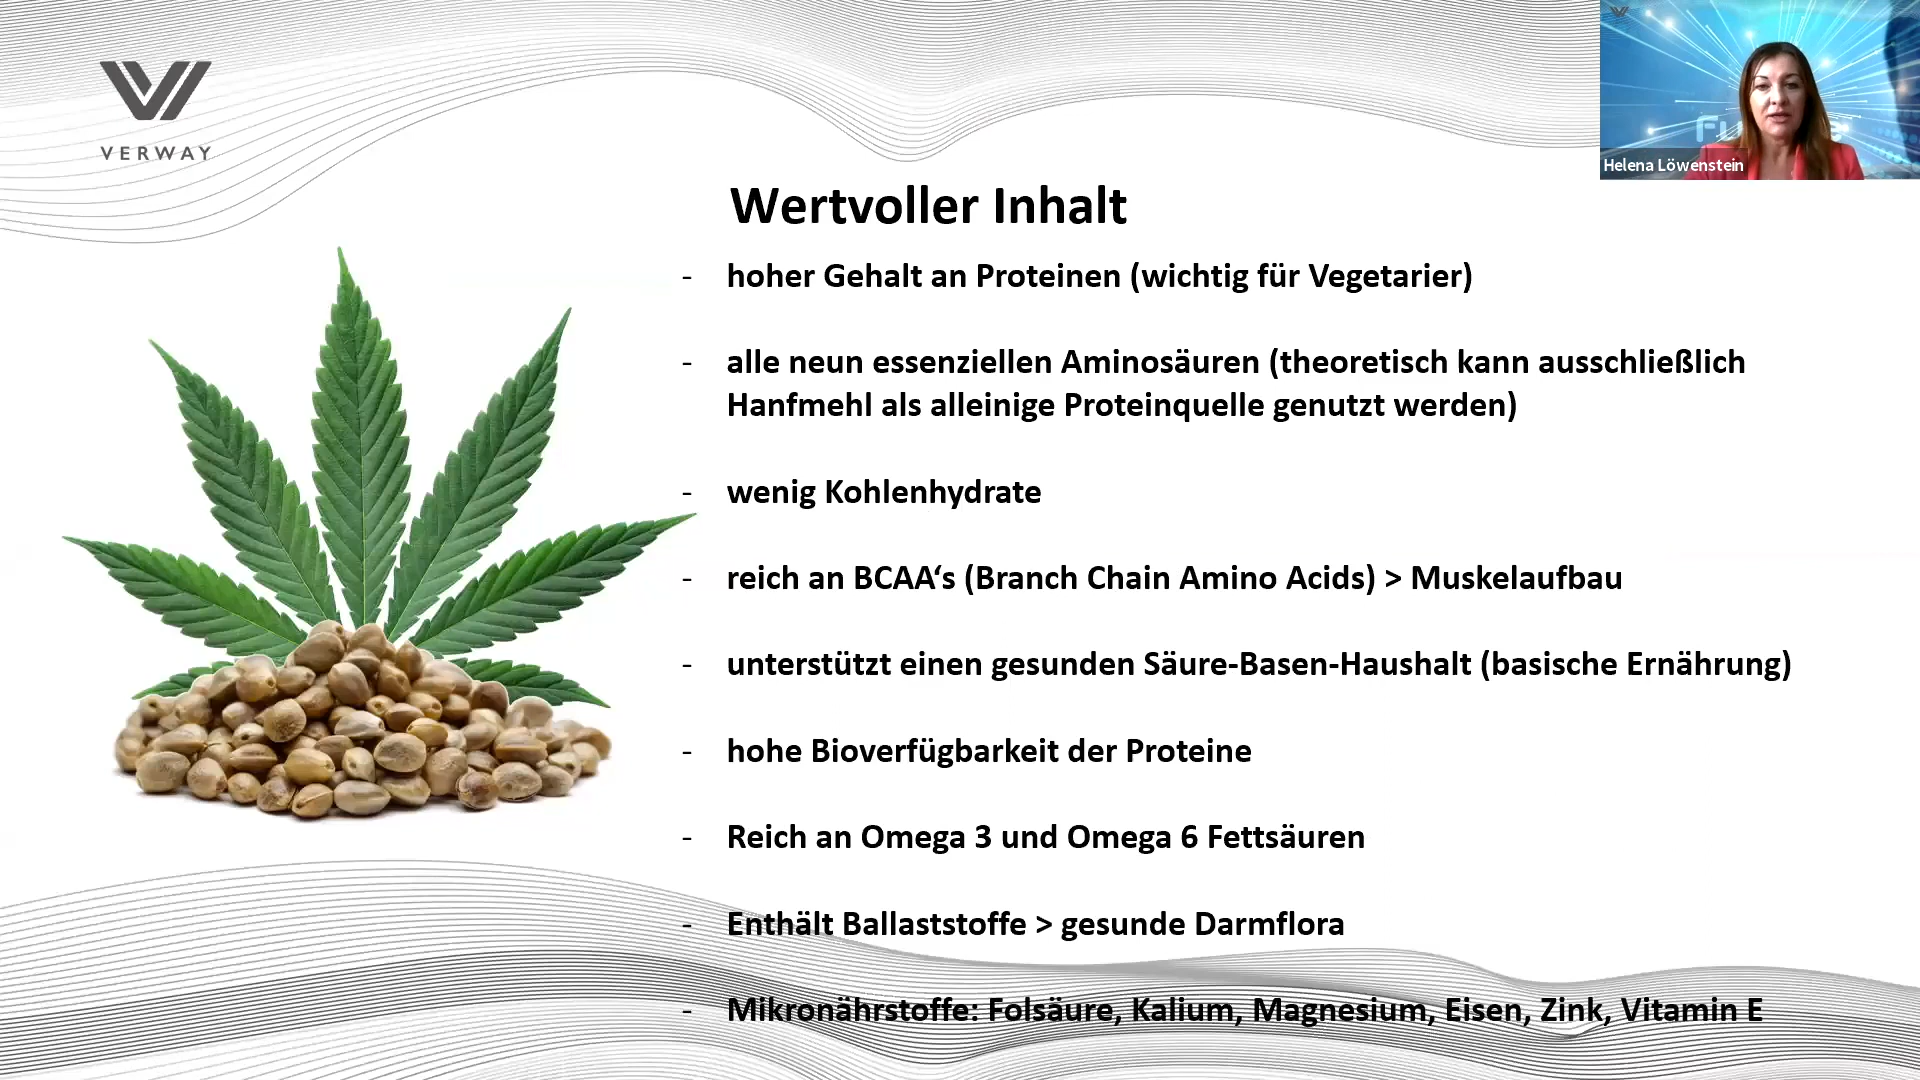 VERWAY
Helena Löwenstein
Wertvoller Inhalt
- hoher Gehalt an Proteinen (wichtig für Vegetarier)
- alle neun essenziellen Aminosäuren (theoretisch kann ausschließlich
Hanfmehl als alleinige Proteinquelle genutzt werden)
- wenig Kohlenhydrate
- reich an BCAA‘s (Branch Chain Amino Acids) > Muskelaufbau
- unterstützt einen gesunden Säure-Basen-Haushalt (basische Ernährung)
- hohe Bioverfügbarkeit der Proteine
- Reich an Omega 3 und Omega 6 Fettsäuren
- Enthält Ballaststoffe > gesunde Darmflora
- Mikronährstoffe: Folsäure, Kalium, Magnesium, Eisen, Zink, Vitamin E